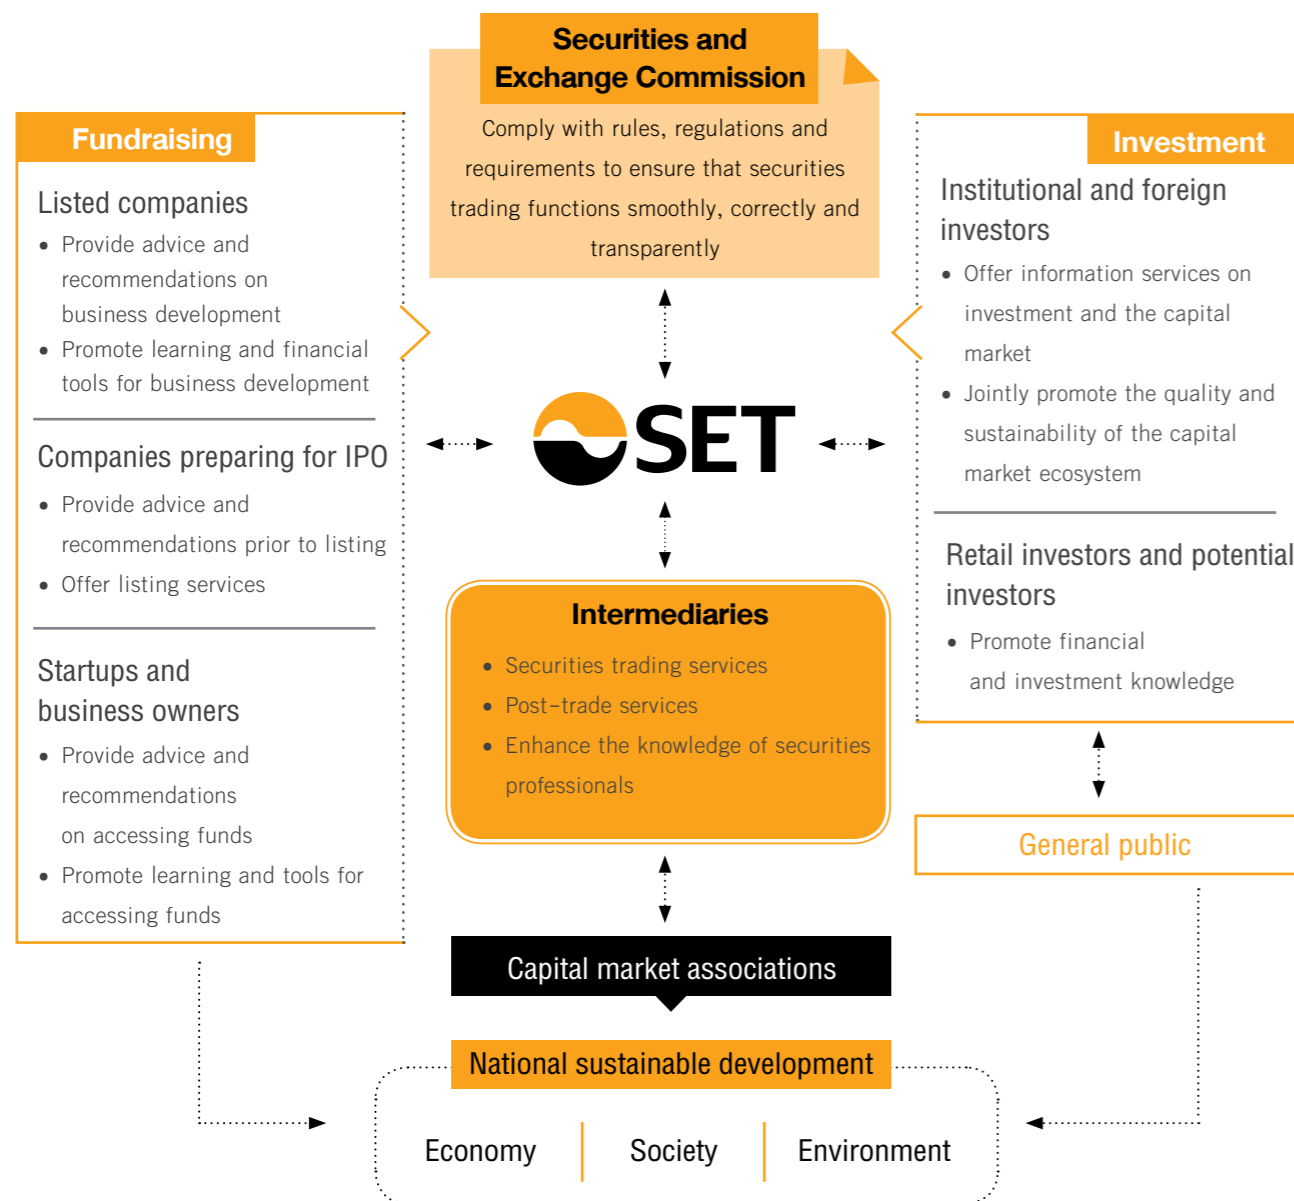 Securities and
Exchange Commission
Comply with rules, regulations and
requirements to ensure that securities
trading functions smoothly, correctly and
transparently
Fundraising
Listed companies
• Provide advice and
recommendations on
business development
• Promote learning and financial
tools for business development
Companies preparing for IPO
• Provide advice and
recommendations prior to listing
• Offer listing services
Startups and
business owners
• Provide advice and
recommendations
on accessing funds
• Promote learning and tools for
accessing funds
SET
Intermediaries
• Securities trading services
• Post-trade services
• Enhance the knowledge of securities
professionals
Capital market associations
Investment
Institutional and foreign
investors
• Offer information services on
investment and the capital
market
• Jointly promote the quality and
sustainability of the capital
market ecosystem
Retail investors and potential
investors
• Promote financial
and investment knowledge
General public
National sustainable development
Economy
Society
Environment